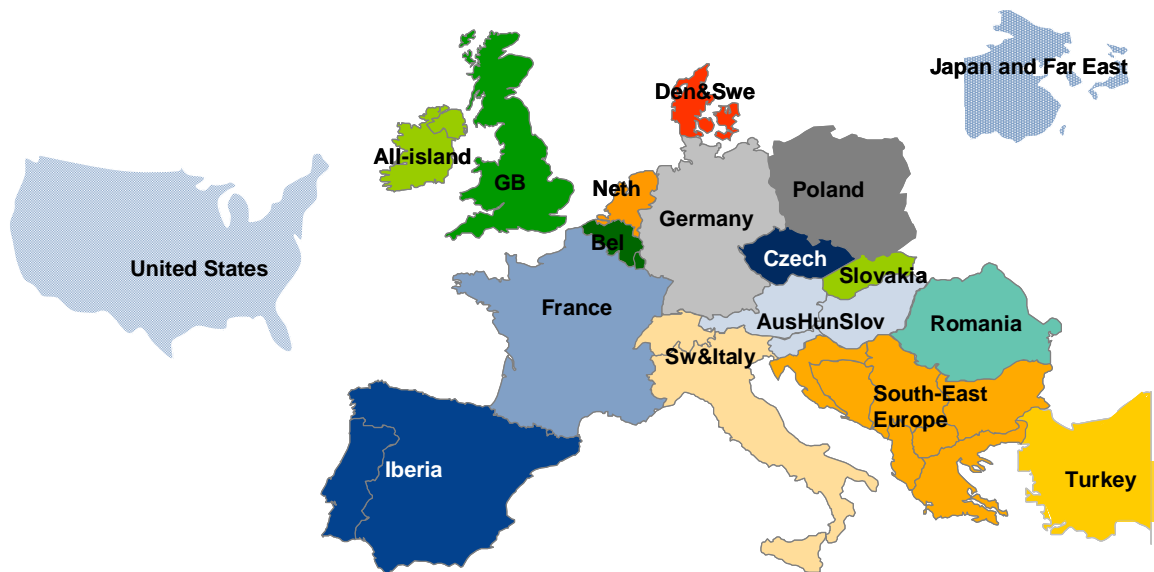 Japan and Far East
Den&Swe
All-island
GB
Neth
Poland
Germany
Bel
Czech
United States
Slovakia
France
AusHunSlov
Romania
Sw&Italy
South-East
Europe
Iberia
Turkey